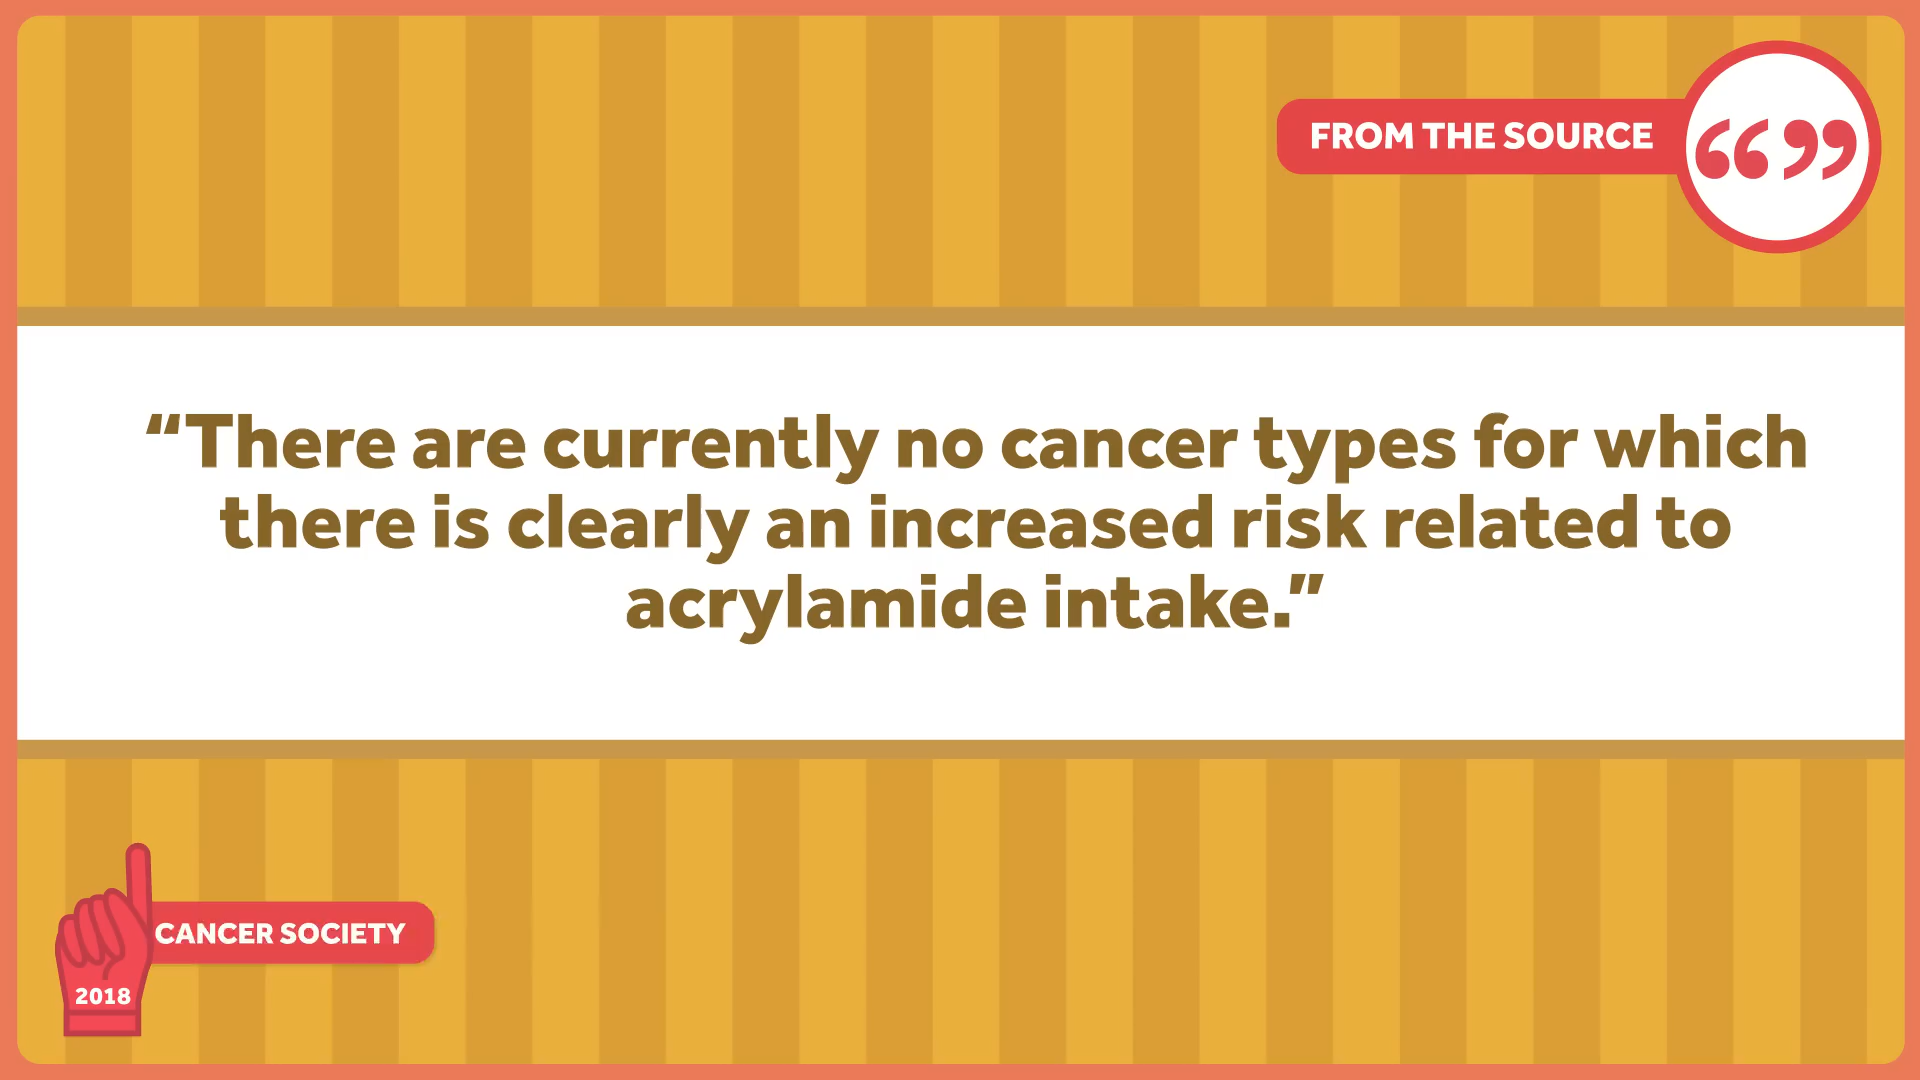 FROM THE SOURCE
“There are currently no cancer types for which
there is clearly an increased risk related to
acrylamide intake.”
CANCER SOCIETY
2018